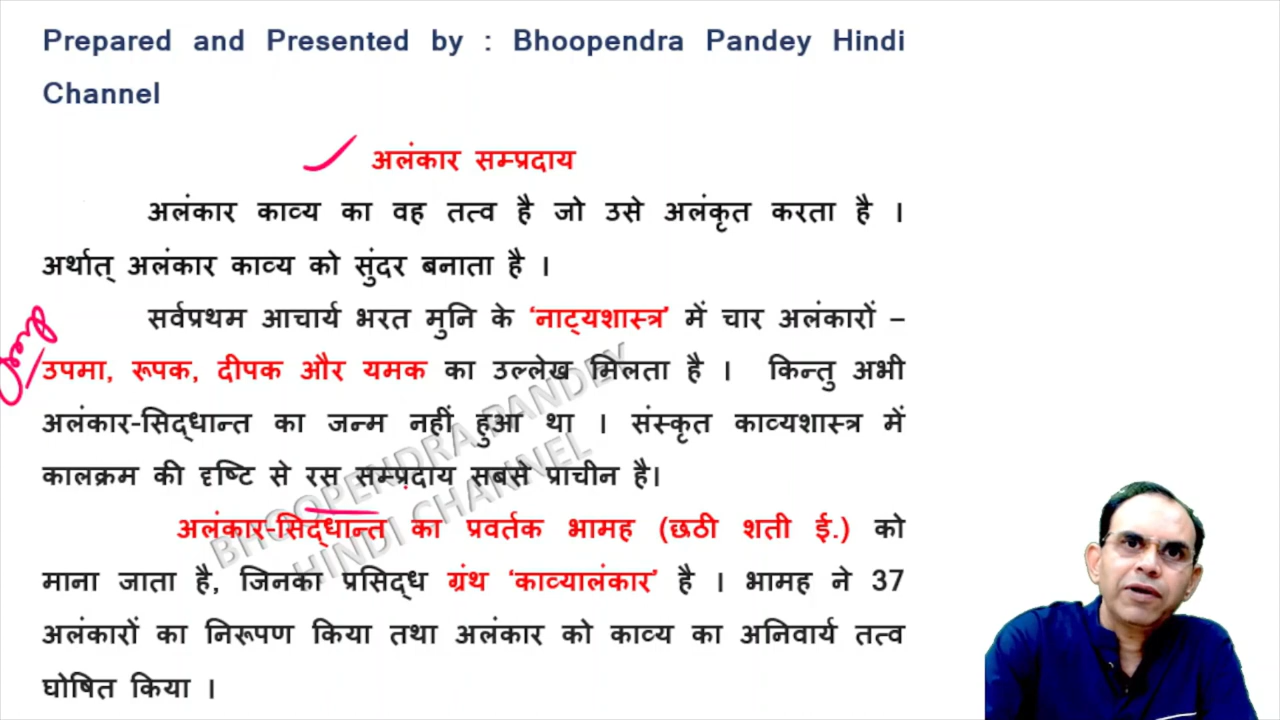 Prepared and Presented by : Bhoopendra Pandey Hindi
Channel
अलंकार सम्प्रदाय
अलंकार काव्य का वह तत्व है जो उसे अलंकृत करता है ।
अर्थात् अलंकार काव्य को सुंदर बनाता है ।
सर्वप्रथम आचार्य भरत मुनि के ‘नाट्यशास्त्र’ में चार अलंकारों –
उपमा, रूपक, दीपक और यमक का उल्लेख मिलता है । किन्तु अभी
अलंकार-सिद्धान्त का जन्म नहीं हुआ था । संस्कृत काव्यशास्त्र में
कालक्रम की दृष्टि से रस सम्प्रदाय सबसे प्राचीन है।
अलंकार-सिद्धान्त का प्रवर्तक भामह (छठी शती ई.) को
माना जाता है, जिनका प्रसिद्ध ग्रंथ ‘काव्यालंकार’ है । भामह ने 37
अलंकारों का निरूपण किया तथा अलंकार को काव्य का अनिवार्य तत्व
घोषित किया ।
BHOOPENDRA PANDEY
HINDI CHANNEL